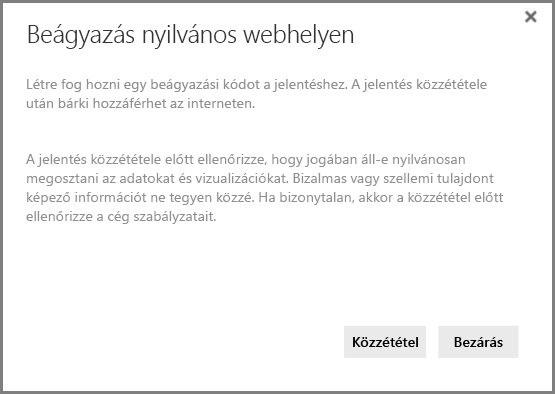 Beágyazás nyilvános webhelyen
Létre fog hozni egy beágyazási kódot a jelentéshez. A jelentés közzététele
után bárki hozzáférhet az interneten.
A jelentés közzététele előtt ellenőrizze, hogy jogában áll-e nyilvánosan
megosztani az adatokat és vizualizációkat. Bizalmas vagy szellemi tulajdont
képező információt ne tegyen közzé. Ha bizonytalan, akkor a közzététel előtt
ellenőrizze a cég szabályzatait.
Közzététel Bezárás